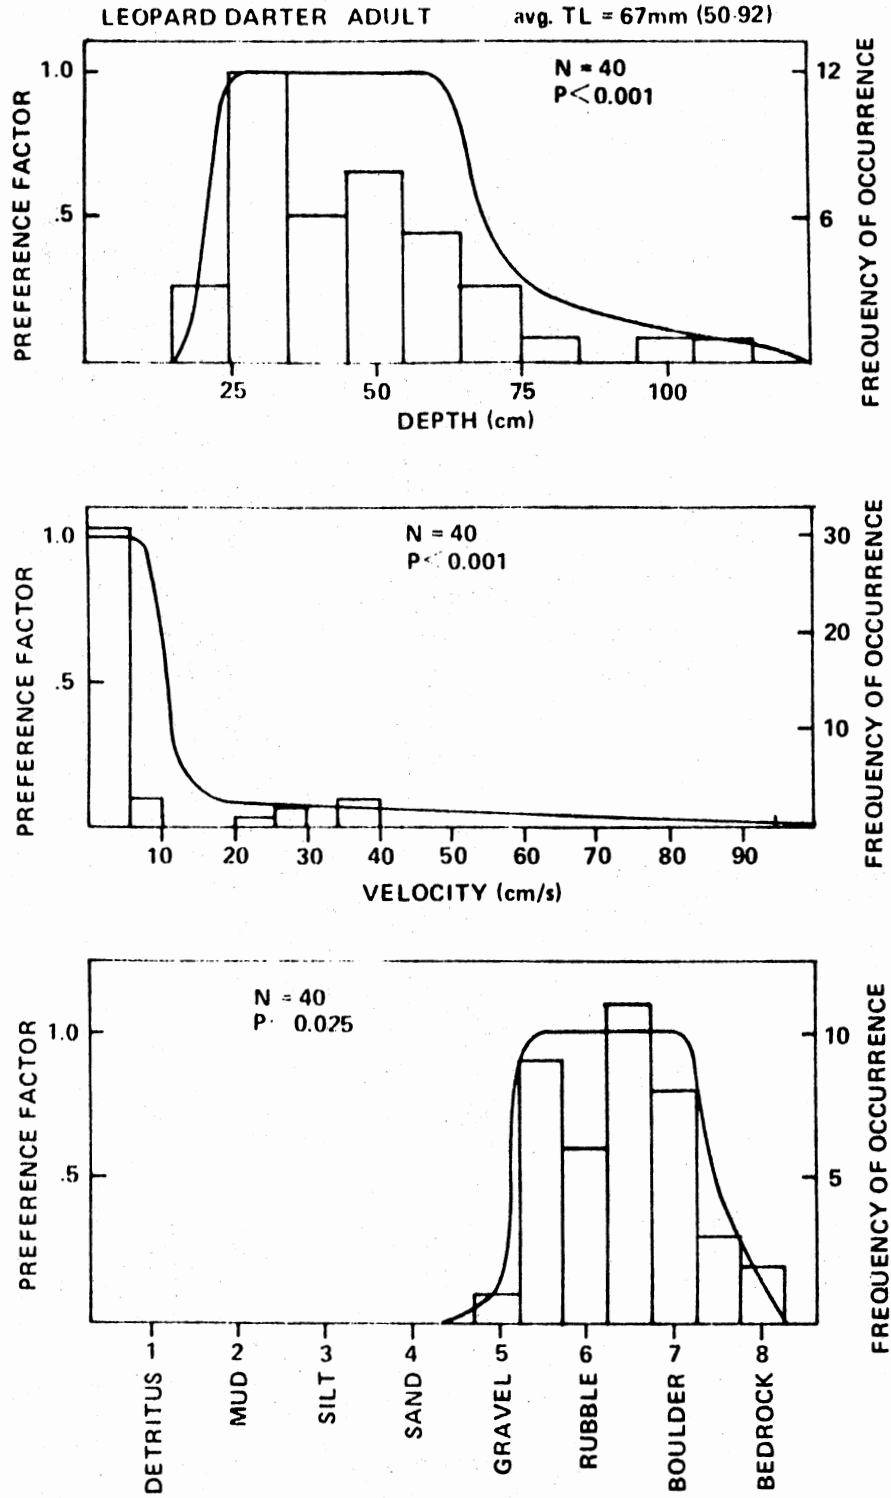 LEOPARD DARTER ADULT avg. TL = 67mm (50-92)
PREFERENCE FACTOR
1.0
.5
N = 40
P<0.001
12
6
FREQUENCY OF OCCURRENCE
25 50 75 100
DEPTH (cm)
PREFERENCE FACTOR
1.0
.5
N = 40
P< 0.001
30
20
10
FREQUENCY OF OCCURRENCE
10 20 30 40 50 60 70 80 90
VELOCITY (cm/s)
PREFERENCE FACTOR
1.0
.5
N = 40
P 0.025
10
5
FREQUENCY OF OCCURRENCE
1 2 3 4 5 6 7 8
DETRITUS
MUD
SILT
SAND
GRAVEL
RUBBLE
BOULDER
BEDROCK